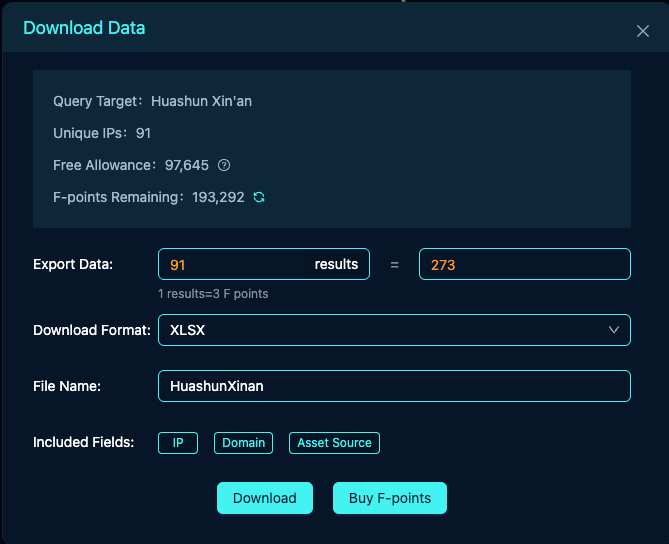 Download Data
Query Target: Huashun Xin'an
Unique IPs: 91
Free Allowance: 97,645 ?
F-points Remaining: 193,292
Export Data: 91 results = 273
1 results=3 F points
Download Format: XLSX
File Name: HuashunXinan
Included Fields: IP Domain Asset Source
Download Buy F-points